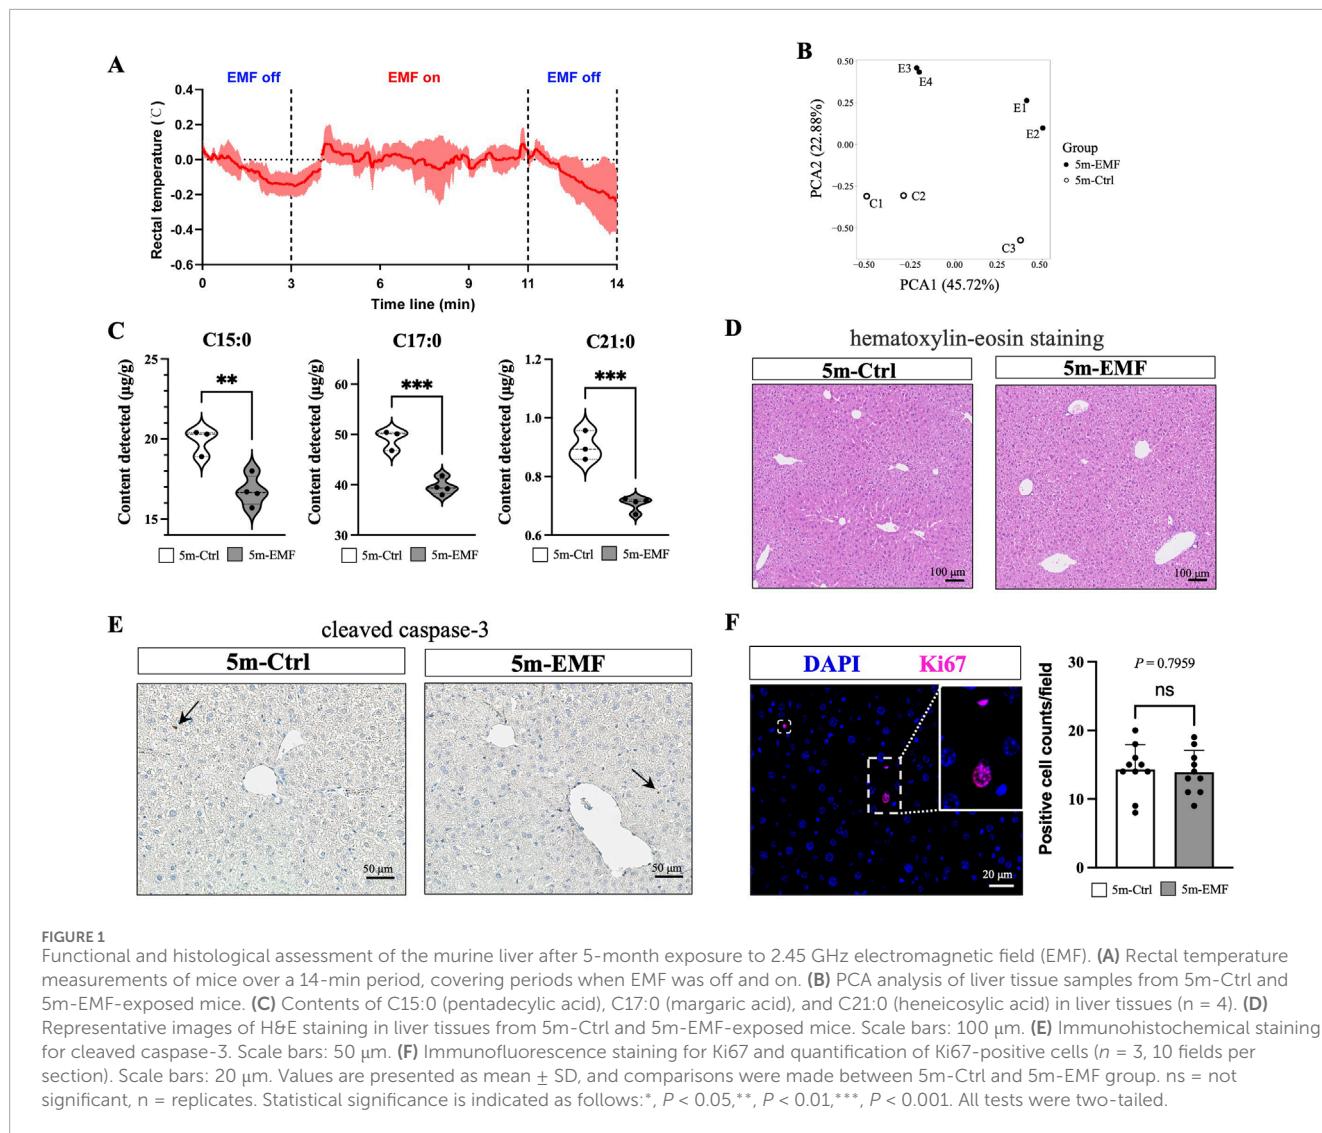 A
EMF off
EMF on
EMF off
Rectal temperature (℃)
0.4
0.2
0.0
-0.2
-0.4
-0.6
0
3
6
9
11
14
Time line (min)
B
PCA2 (22.88%)
0.50
0.25
0.00
−0.25
−0.50
−0.50
−0.25
0.00
0.25
0.50
PCA1 (45.72%)
E3
E4
E1
E2
C1
C2
C3
Group
5m-EMF
5m-Ctrl
C
C15:0
Content detected (μg/g)
25
20
15
**
5m-Ctrl
5m-EMF
C17:0
Content detected (μg/g)
60
50
40
30
***
5m-Ctrl
5m-EMF
C21:0
Content detected (μg/g)
1.2
1.0
0.8
0.6
***
5m-Ctrl
5m-EMF
D
hematoxylin-eosin staining
5m-Ctrl
5m-EMF
100 μm
100 μm
E
cleaved caspase-3
5m-Ctrl
5m-EMF
50 μm
50 μm
F
DAPI
Ki67
20 μm
Positive cell counts/field
30
20
10
0
P = 0.7959
ns
5m-Ctrl
5m-EMF
FIGURE 1
Functional and histological assessment of the murine liver after 5-month exposure to 2.45 GHz electromagnetic field (EMF). (A) Rectal temperature
measurements of mice over a 14-min period, covering periods when EMF was off and on. (B) PCA analysis of liver tissue samples from 5m-Ctrl and
5m-EMF-exposed mice. (C) Contents of C15:0 (pentadecylic acid), C17:0 (margaric acid), and C21:0 (heneicosylic acid) in liver tissues (n = 4). (D)
Representative images of H&E staining in liver tissues from 5m-Ctrl and 5m-EMF-exposed mice. Scale bars: 100 μm. (E) Immunohistochemical staining
for cleaved caspase-3. Scale bars: 50 μm. (F) Immunofluorescence staining for Ki67 and quantification of Ki67-positive cells (n = 3, 10 fields per
section). Scale bars: 20 μm. Values are presented as mean ± SD, and comparisons were made between 5m-Ctrl and 5m-EMF group. ns = not
significant, n = replicates. Statistical significance is indicated as follows:*, P < 0.05,**, P < 0.01,***, P < 0.001. All tests were two-tailed.